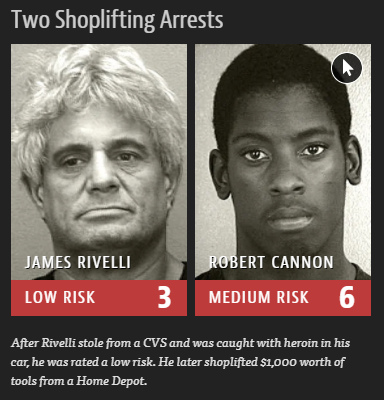 Two Shoplifting Arrests
JAMES RIVELLI
ROBERT CANNON
LOW RISK 3
MEDIUM RISK 6
After Rivelli stole from a CVS and was caught with heroin in his
car, he was rated a low risk. He later shoplifted $1,000 worth of
tools from a Home Depot.